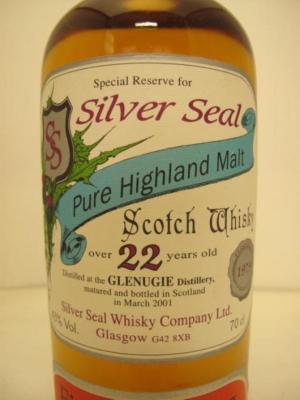 Special Reserve for
Silver Seal
SS
Pure Highland Malt
Scotch Whisky
over 22 years old
Distilled at the GLENUGIE Distillery,
matured and bottled in Scotland
in March 2001
Silver Seal Whisky Company Ltd.
% Vol. Glasgow G42 8XB 70 cl